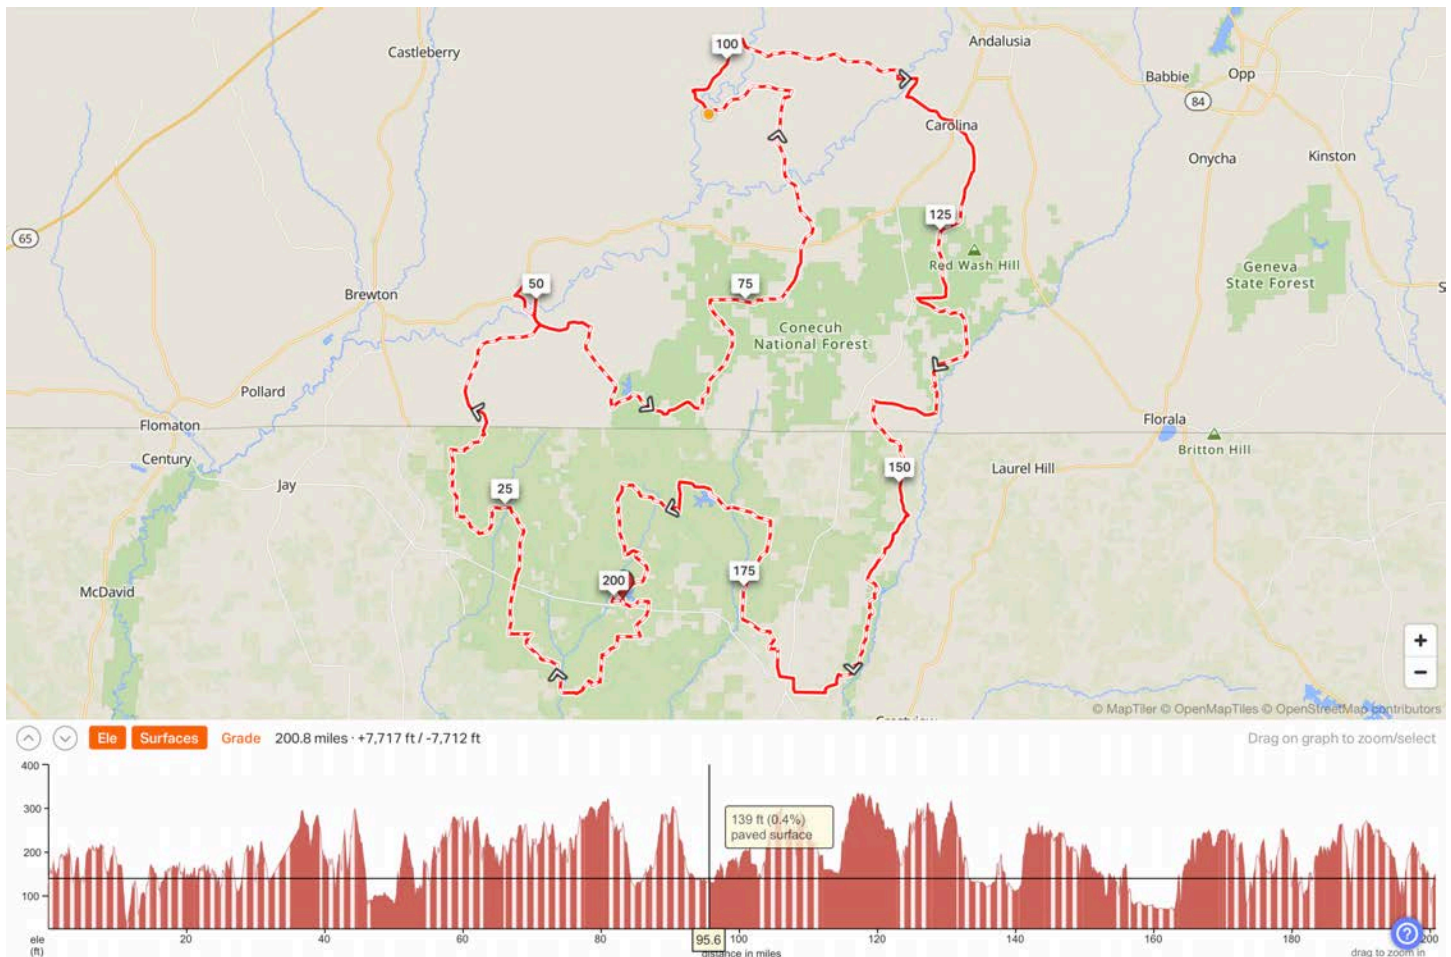 Castleberry
100
Andalusia
Babbie
Opp
84
Carolina
Onycha
Kinston
65
125
Red Wash Hill
Geneva
State Forest
50
75
Brewton
Conecuh
National Forest
Pollard
Flomaton
Florala
Britton Hill
Century
Jay
150
Laurel Hill
25
200
175
McDavid
+
−
© MapTiler © OpenMapTiles © OpenStreetMap contributors
Ele Surfaces Grade 200.8 miles · +7,717 ft / -7,712 ft
Drag on graph to zoom/select
400
300
200
100
139 ft (0.4%)
paved surface
ele
(ft)
20
40
60
80
95.6
100
120
140
160
180
200
distance in miles
drag to zoom in
?